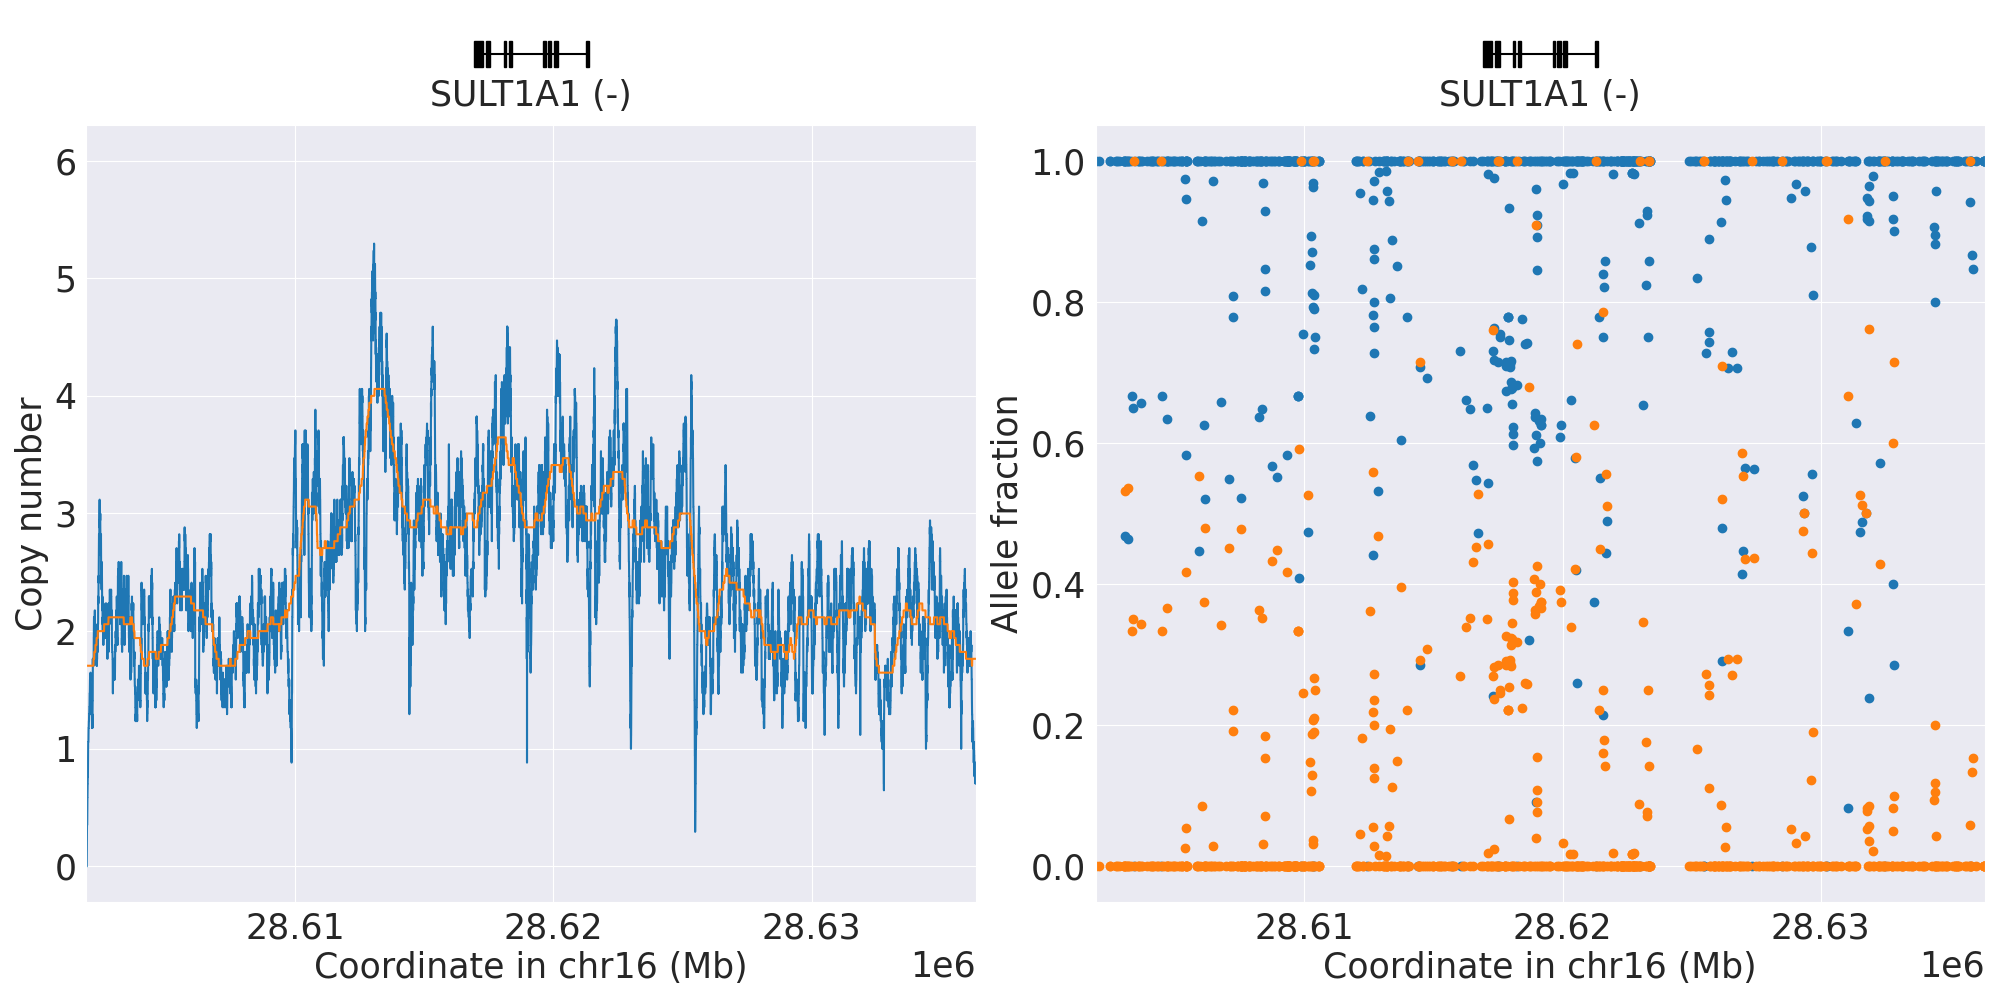 SULT1A1 (-)
Copy number
6
5
4
3
2
1
0
28.61
28.62
28.63
Coordinate in chr16 (Mb)
1e6
SULT1A1 (-)
Allele fraction
1.0
0.8
0.6
0.4
0.2
0.0
28.61
28.62
28.63
Coordinate in chr16 (Mb)
1e6